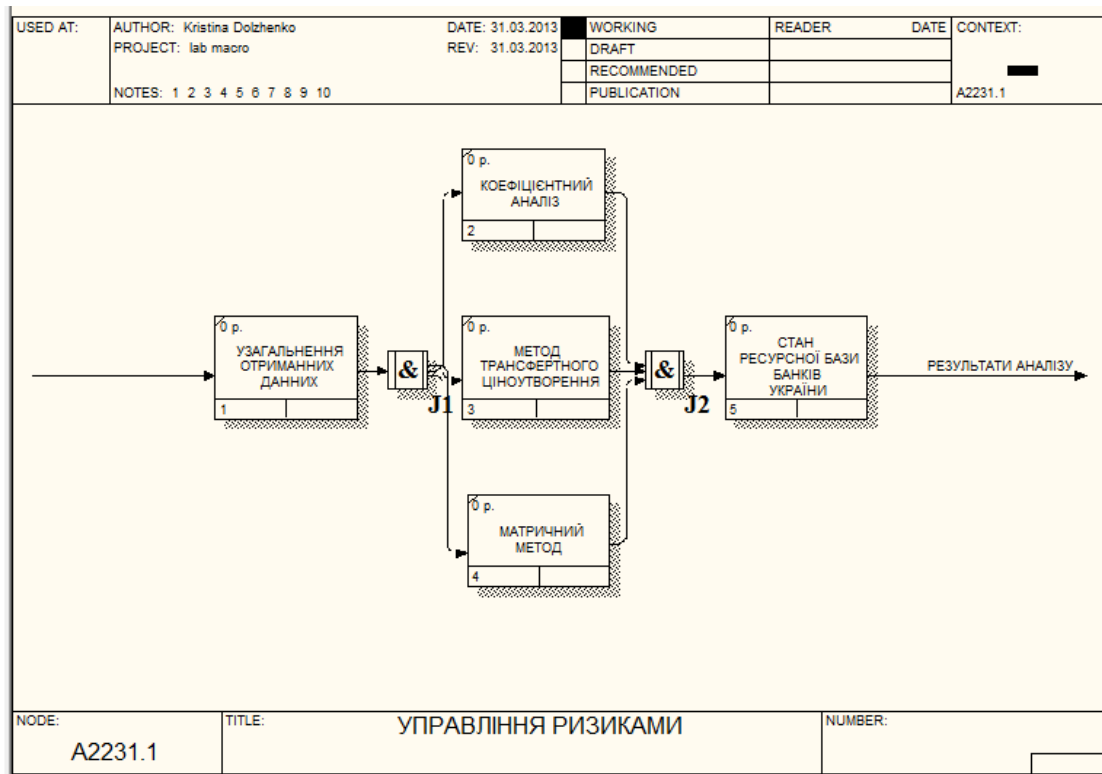 USED AT:
AUTHOR: Kristina Dolzhenko
DATE: 31.03.2013
WORKING
READER
DATE
CONTEXT:
PROJECT: lab macro
REV: 31.03.2013
DRAFT
RECOMMENDED
NOTES: 1 2 3 4 5 6 7 8 9 10
PUBLICATION
A2231.1
0 р.
КОЕФІЦІЄНТНИЙ
АНАЛІЗ
2
0 р.
УЗАГАЛЬНЕННЯ
ОТРИМАННИХ
ДАННИХ
1
&
J1
0 р.
МЕТОД
ТРАНСФЕРТНОГО
ЦІНОУТВОРЕННЯ
3
&
J2
0 р.
СТАН
РЕСУРСНОЇ БАЗИ
БАНКІВ
УКРАЇНИ
5
РЕЗУЛЬТАТИ АНАЛІЗУ
0 р.
МАТРИЧНИЙ
МЕТОД
4
NODE:
A2231.1
TITLE:
УПРАВЛІННЯ РИЗИКАМИ
NUMBER: